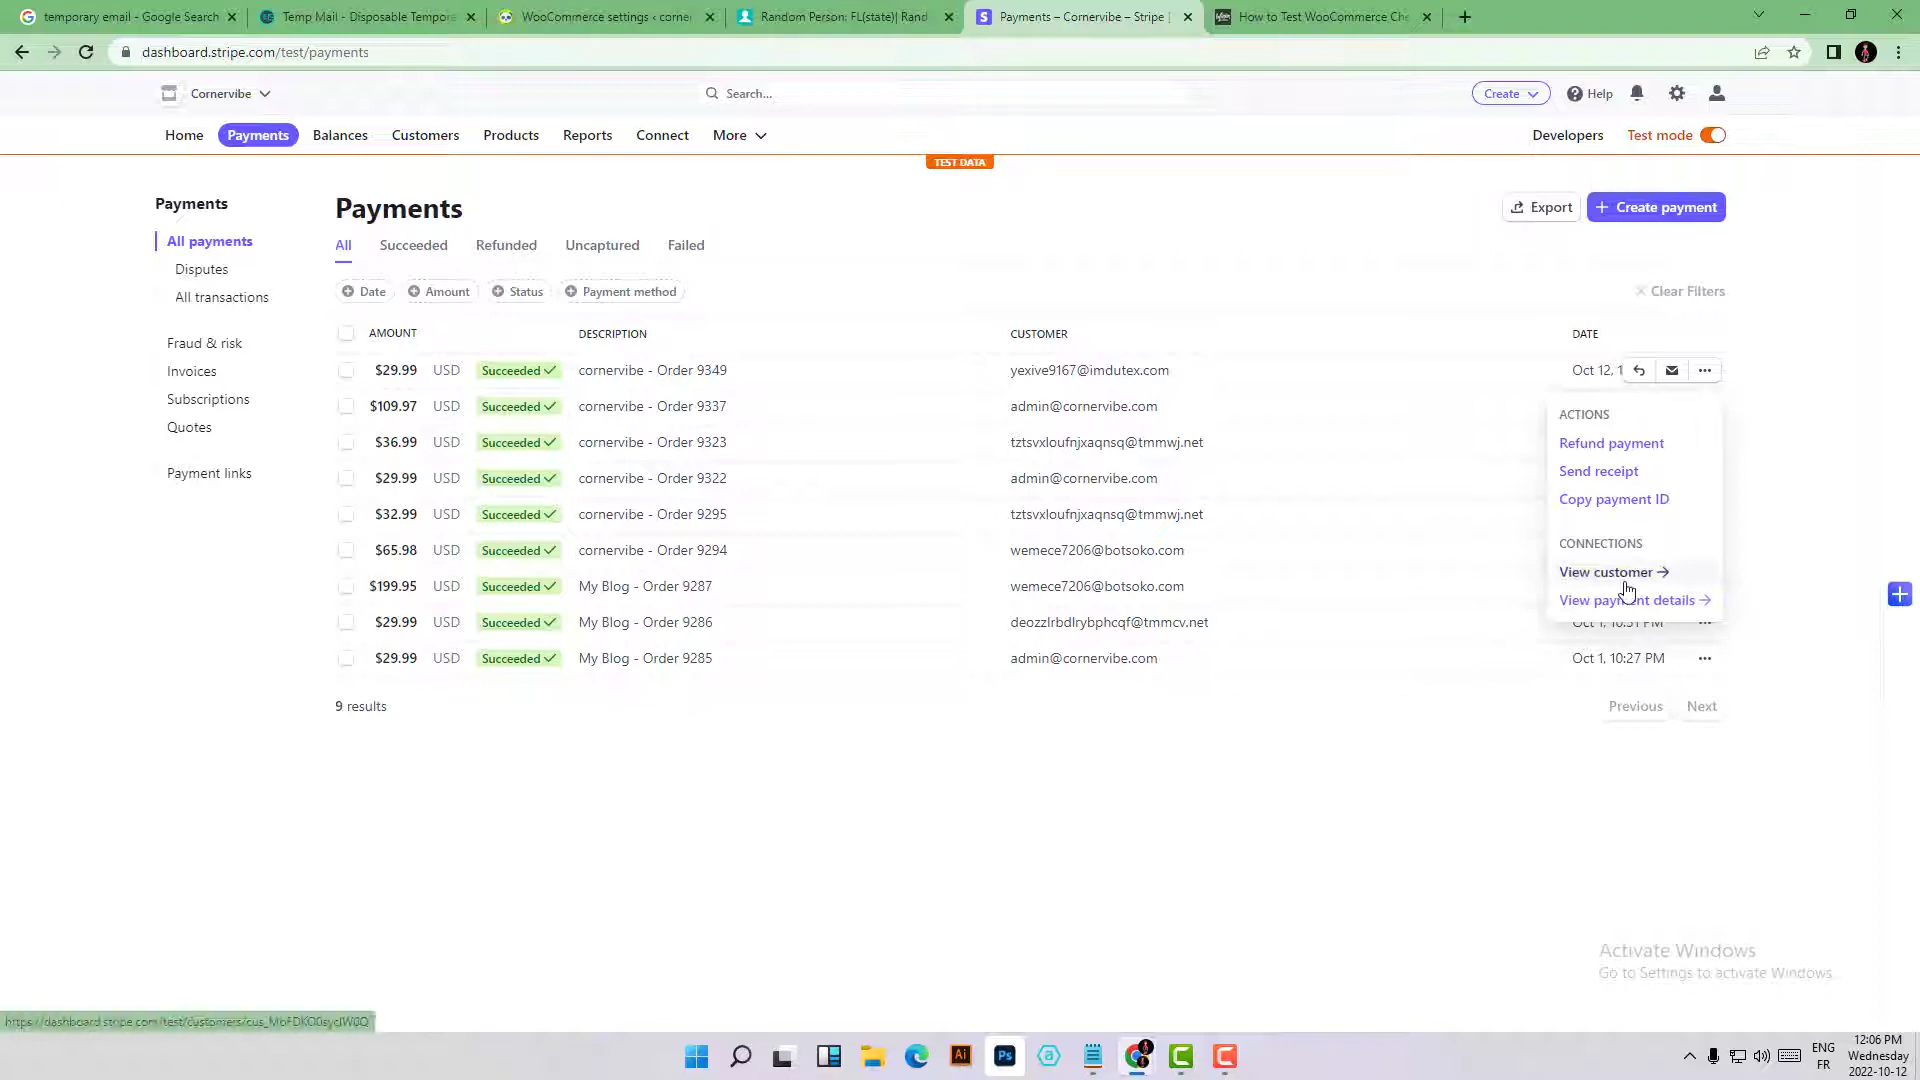 temporary email - Google Search
Temp Mail - Disposable Tempora
WooCommerce settings ‹ corner
Random Person: FL(state)| Rand
Payments – Cornervibe – Stripe [
How to Test WooCommerce Che
dashboard.stripe.com/test/payments
Cornervibe
Search...
Create
Help
Home
Payments
Balances
Customers
Products
Reports
Connect
More
Developers
Test mode
TEST DATA
Payments
All payments
Disputes
All transactions
Fraud & risk
Invoices
Subscriptions
Quotes
Payment links
Payments
Export
+ Create payment
All
Succeeded
Refunded
Uncaptured
Failed
Date
Amount
Status
Payment method
Clear Filters
AMOUNT DESCRIPTION CUSTOMER DATE
$29.99 USD Succeeded ✓ cornervibe - Order 9349 yexive9167@imdutex.com Oct 12, 1
$109.97 USD Succeeded ✓ cornervibe - Order 9337 admin@cornervibe.com
$36.99 USD Succeeded ✓ cornervibe - Order 9323 tztsvxloufnjxaqnsq@tmmwj.net
$29.99 USD Succeeded ✓ cornervibe - Order 9322 admin@cornervibe.com
$32.99 USD Succeeded ✓ cornervibe - Order 9295 tztsvxloufnjxaqnsq@tmmwj.net
$65.98 USD Succeeded ✓ cornervibe - Order 9294 wemece7206@botsoko.com
$199.95 USD Succeeded ✓ My Blog - Order 9287 wemece7206@botsoko.com
$29.99 USD Succeeded ✓ My Blog - Order 9286 deozzlrbdlrybphcqf@tmmcv.net Oct 1, 10:31 PM
$29.99 USD Succeeded ✓ My Blog - Order 9285 admin@cornervibe.com Oct 1, 10:27 PM
ACTIONS
Refund payment
Send receipt
Copy payment ID
CONNECTIONS
View customer →
View payment details →
9 results
Previous
Next
Activate Windows
Go to Settings to activate Windows.
ENG
FR
12:06 PM
Wednesday
2022-10-12